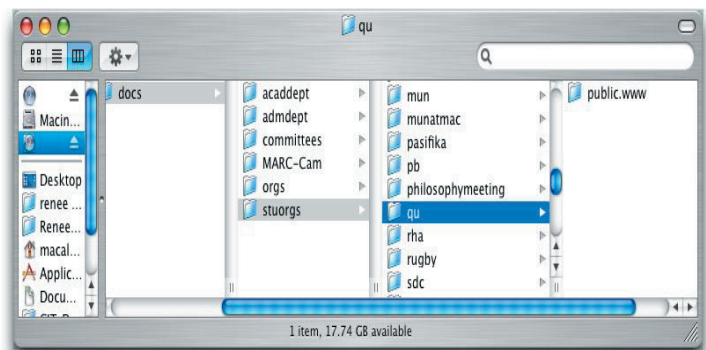 qu
Macin...
Desktop
renee ...
Renee...
macal...
Applic...
Docu...
docs
acaddept
admdept
committees
MARC-Cam
orgs
stuorgs
mun
munatmac
pasifika
pb
philosophymeeting
qu
rha
rugby
sdc
public.www
1 item, 17.74 GB available